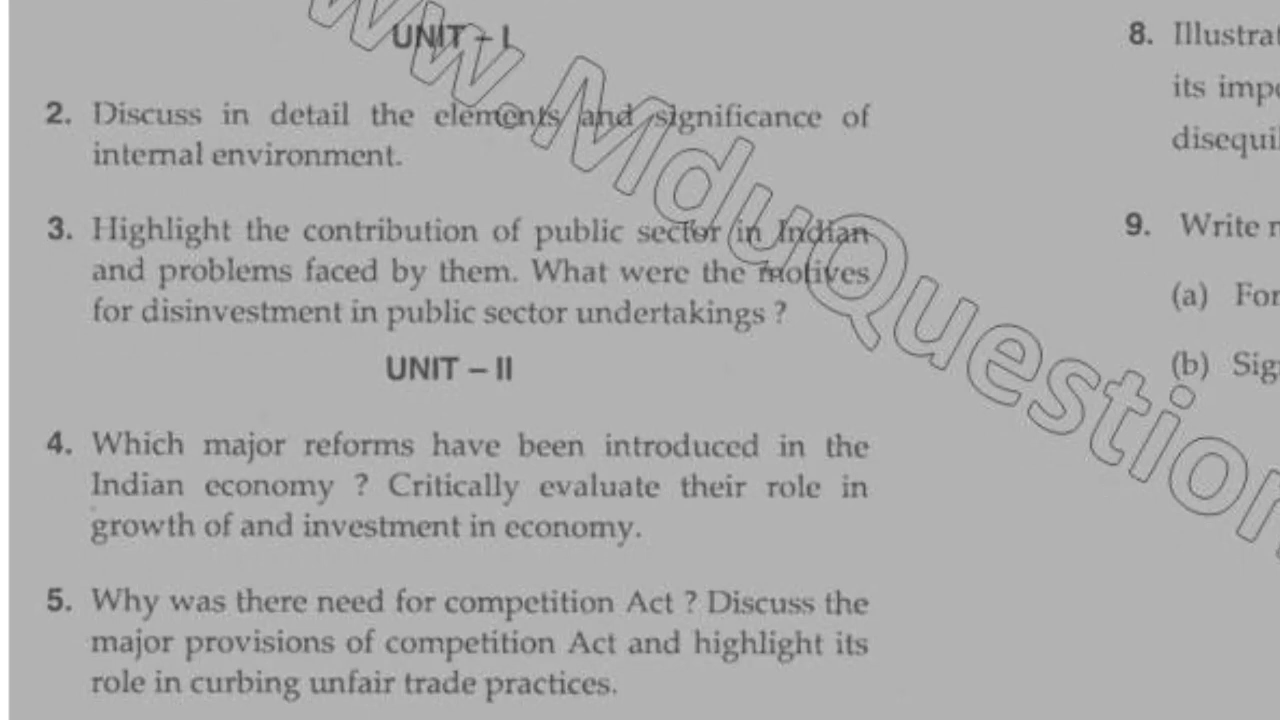 UNIT – I
2. Discuss in detail the elements and significance of
internal environment.
3. Highlight the contribution of public sector in Indian
and problems faced by them. What were the motives
for disinvestment in public sector undertakings ?
UNIT – II
4. Which major reforms have been introduced in the
Indian economy ? Critically evaluate their role in
growth of and investment in economy.
5. Why was there need for competition Act ? Discuss the
major provisions of competition Act and highlight its
role in curbing unfair trade practices.
8. Illustrat
its impo
disequi
9. Write
(a) For
(b) Sig
www.MduQuestion